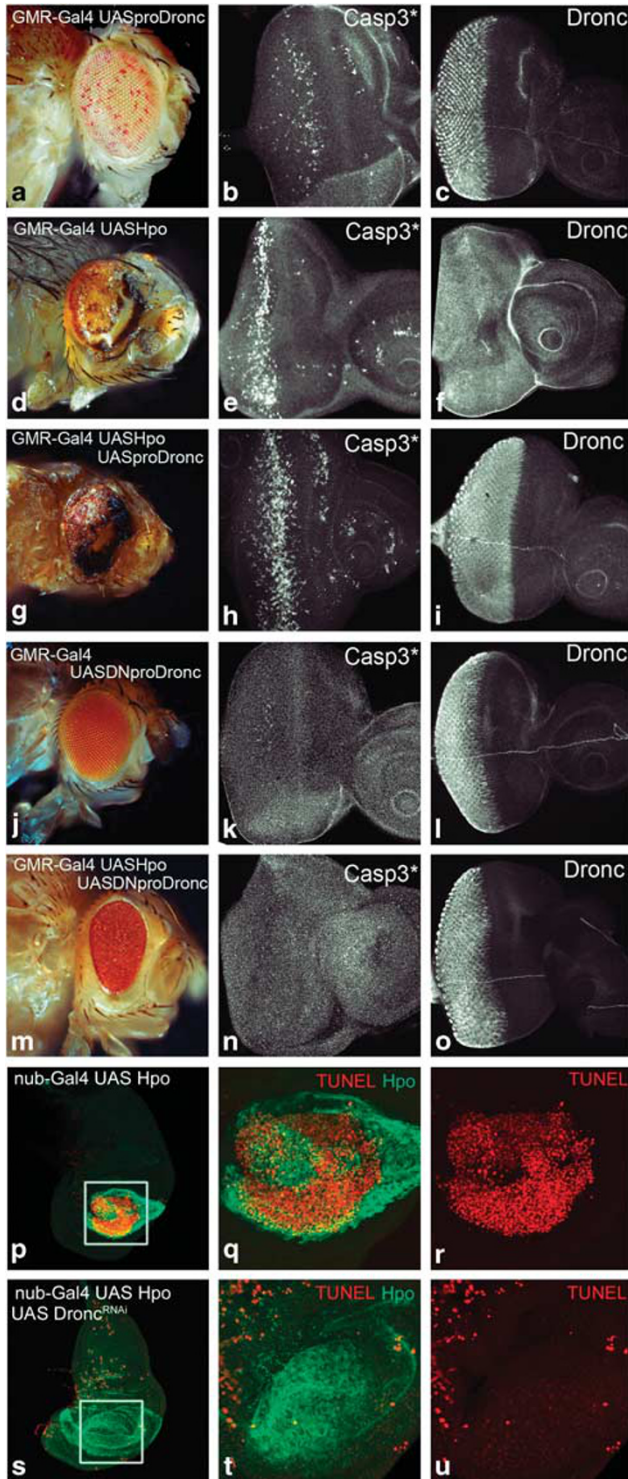 GMR-Gal4 UASproDronc
Casp3*
Dronc
a
b
c
GMR-Gal4 UASHpo
Casp3*
Dronc
d
e
f
GMR-Gal4 UASHpo
UASproDronc
Casp3*
Dronc
g
h
i
GMR-Gal4
UASDNproDronc
Casp3*
Dronc
j
k
l
GMR-Gal4 UASHpo
UASDNproDronc
Casp3*
Dronc
m
n
o
nub-Gal4 UAS Hpo
TUNEL Hpo
TUNEL
p
q
r
nub-Gal4 UAS Hpo
UAS Dronc^RNAi
TUNEL Hpo
TUNEL
s
t
u